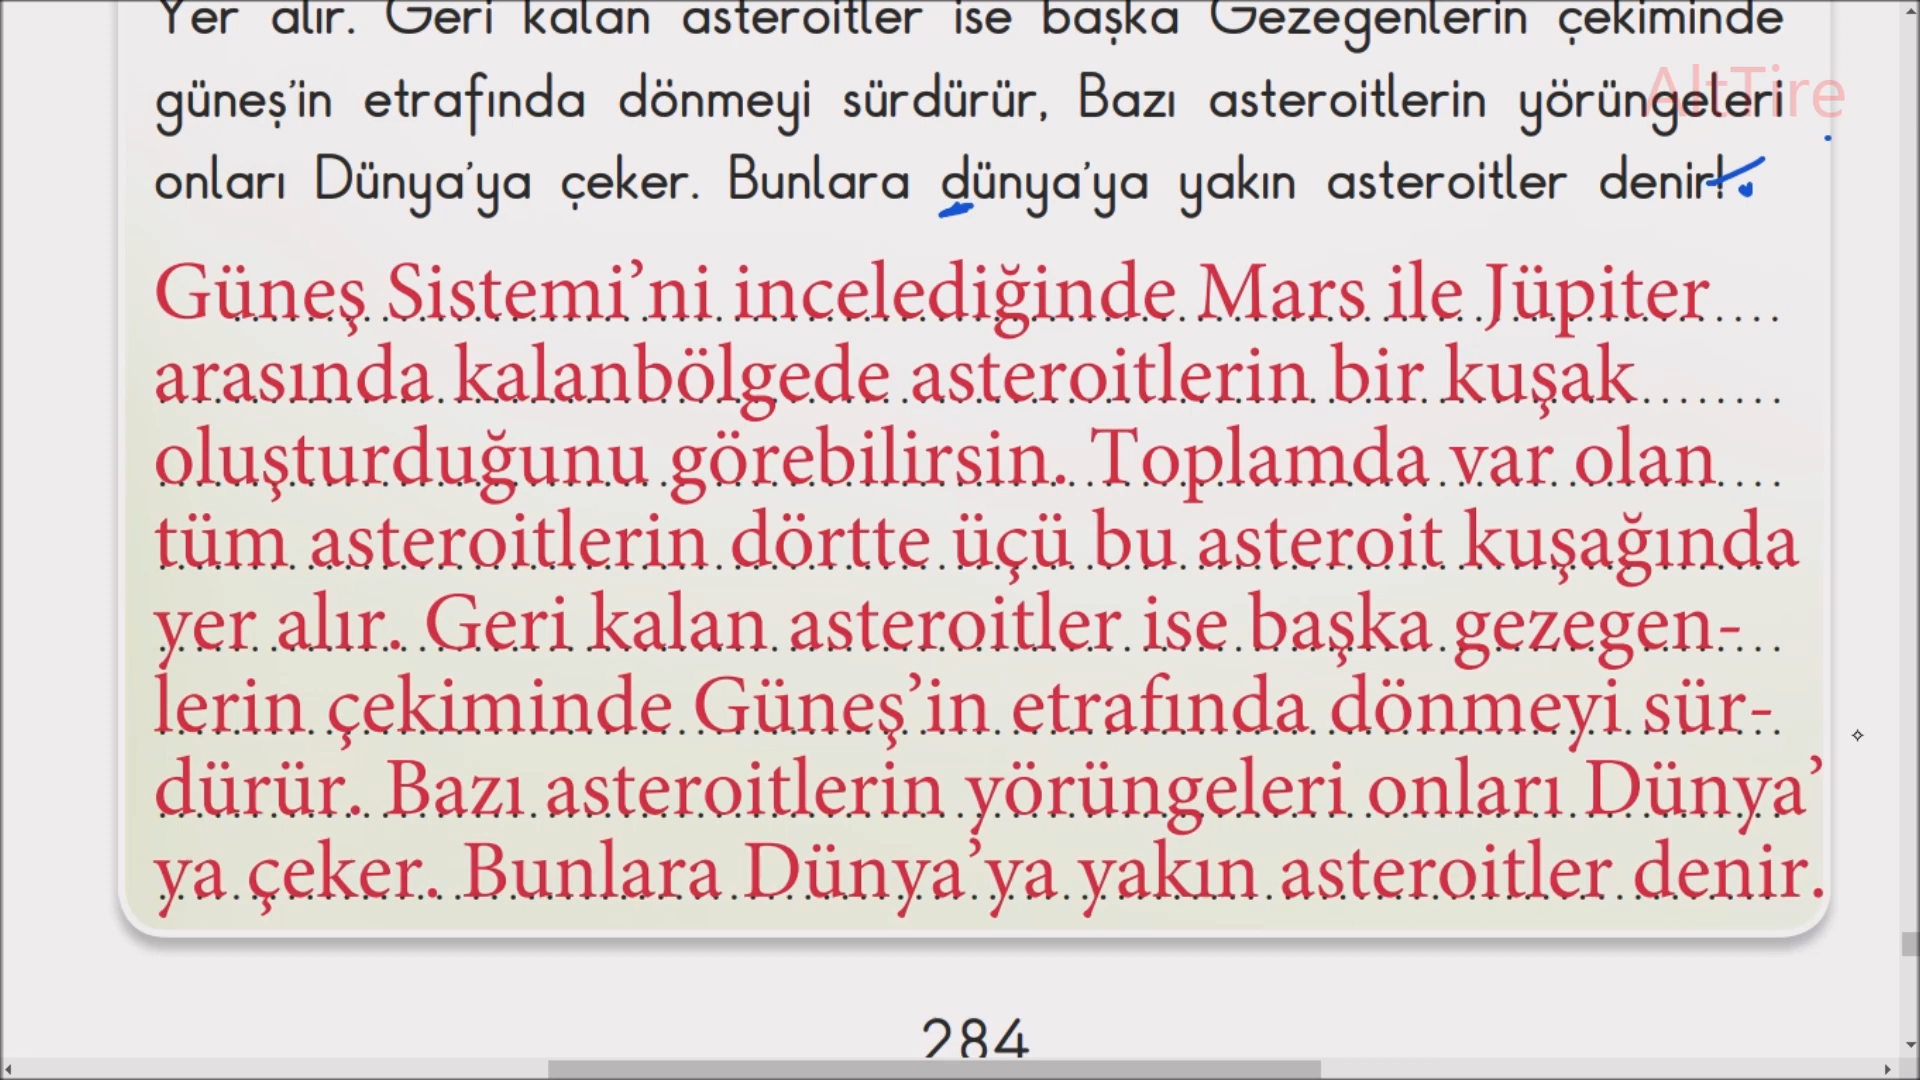 Yer alır. Geri kalan asteroitler ise başka Gezegenlerin çekiminde
AltTire
güneş'in etrafında dönmeyi sürdürür, Bazı asteroitlerin yörüngeleri
onları Dünya'ya çeker. Bunlara dünya'ya yakın asteroitler denir!.
Güneş Sistemi'ni incelediğinde Mars ile Jüpiter
arasında kalanbölgede asteroitlerin bir kuşak
oluşturduğunu görebilirsin. Toplamda var olan
tüm asteroitlerin dörtte üçü bu asteroit kuşağında
yer alır. Geri kalan asteroitler ise başka gezegen-
lerin çekiminde Güneş'in etrafında dönmeyi sür-
dürür. Bazı asteroitlerin yörüngeleri onları Dünya'
ya çeker. Bunlara Dünya'ya yakın asteroitler denir.
284